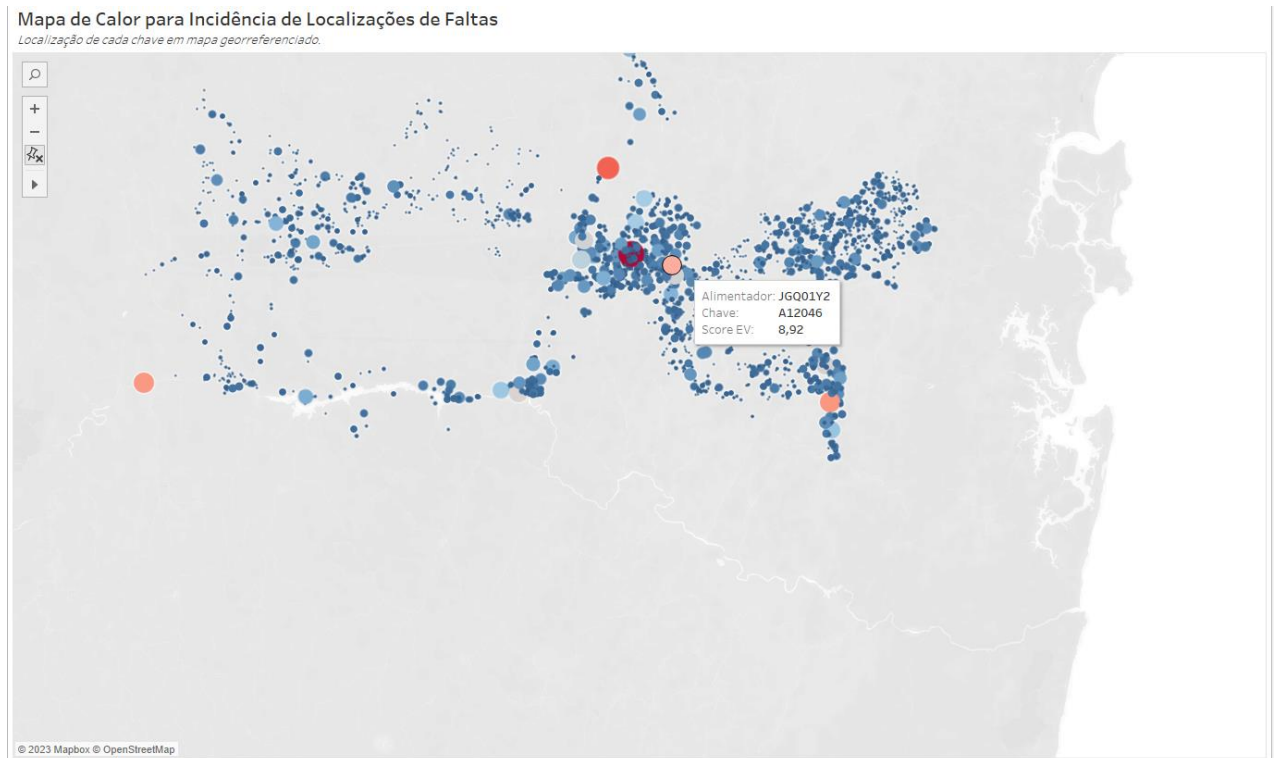 Mapa de Calor para Incidência de Localizações de Faltas
Localização de cada chave em mapa georreferenciado.
Alimentador: JGQ01Y2
Chave: A12046
Score EV: 8,92
© 2023 Mapbox © OpenStreetMap